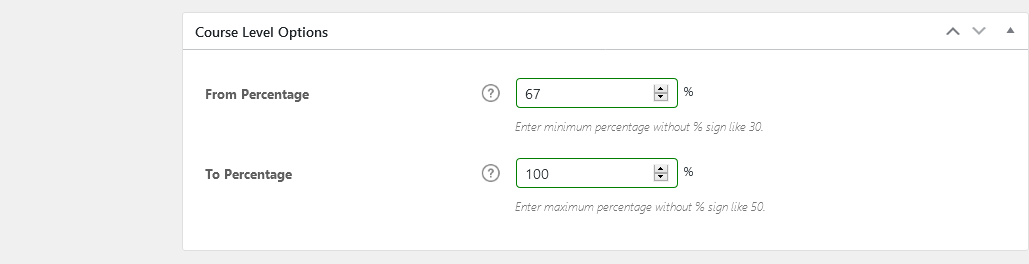 Course Level Options
From Percentage ? 67 %
Enter minimum percentage without % sign like 30.
To Percentage ? 100 %
Enter maximum percentage without % sign like 50.